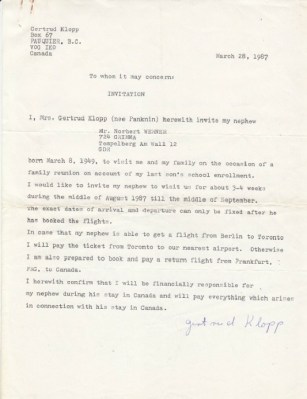 Gertrud Klopp
Box 67
FAUQUIER, B.C.
VOG 1KO
Canada
March 28, 1987
To whom it may concern:
INVITATION
I, Mrs. Gertrud Klopp (nee Panknin) herewith invite my nephew
Mr. Norbert WEHNER
726 GRIMMA
Tempelberg Am Wall 12
GDR
born March 8, 1949, to visit me and my family on the occasion of a
family reunion on account of my last son's school enrollment.
I would like to invite my nephew to visit us for about 3-4 weeks
during the middle of August 1987 till the middle of September.
The exact dates of arrival and departure can only be fixed after he
has booked the flights.
In case that my nephew is able to get a flight from Berlin to Toronto
I will pay the ticket from Toronto to our nearest airport. Otherwise
I am also prepared to book and pay a return flight from Frankfurt,
FRG, to Canada.
I herewith confirm that I will be financially responsible for
my nephew during his stay in Canada and will pay everything which arises
in connection with his stay in Canada.
Gertrud Klopp